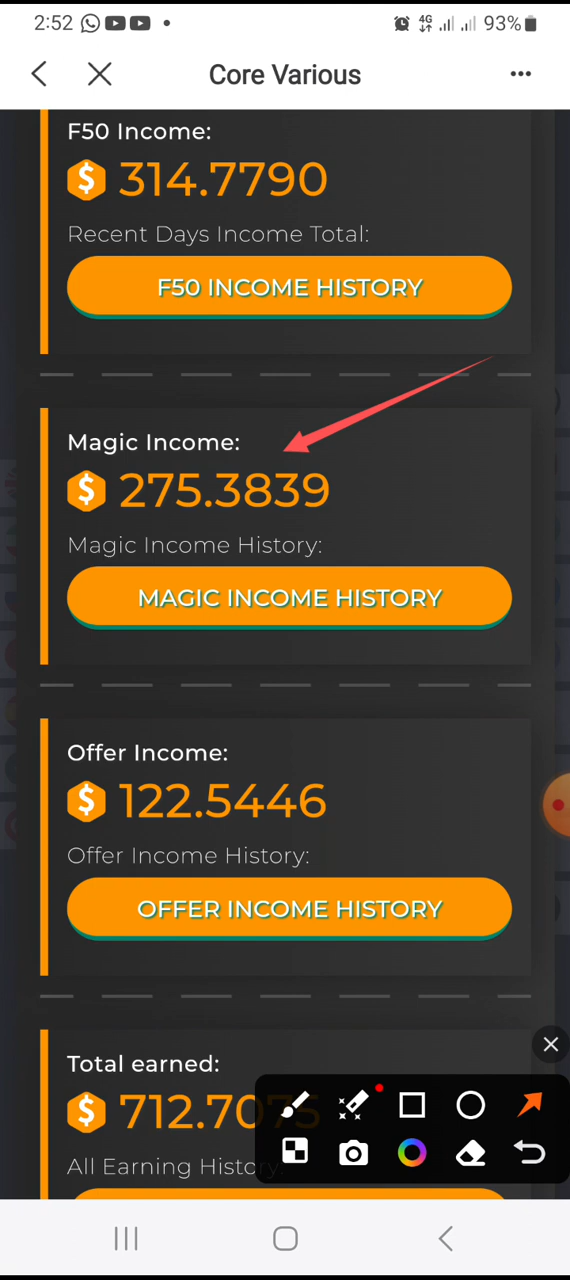 2:52
4G
93%
Core Various
F50 Income:
$ 314.7790
Recent Days Income Total:
F50 INCOME HISTORY
Magic Income:
$ 275.3839
Magic Income History:
MAGIC INCOME HISTORY
Offer Income:
$ 122.5446
Offer Income History:
OFFER INCOME HISTORY
Total earned:
$ 712.7075
All Earning History: